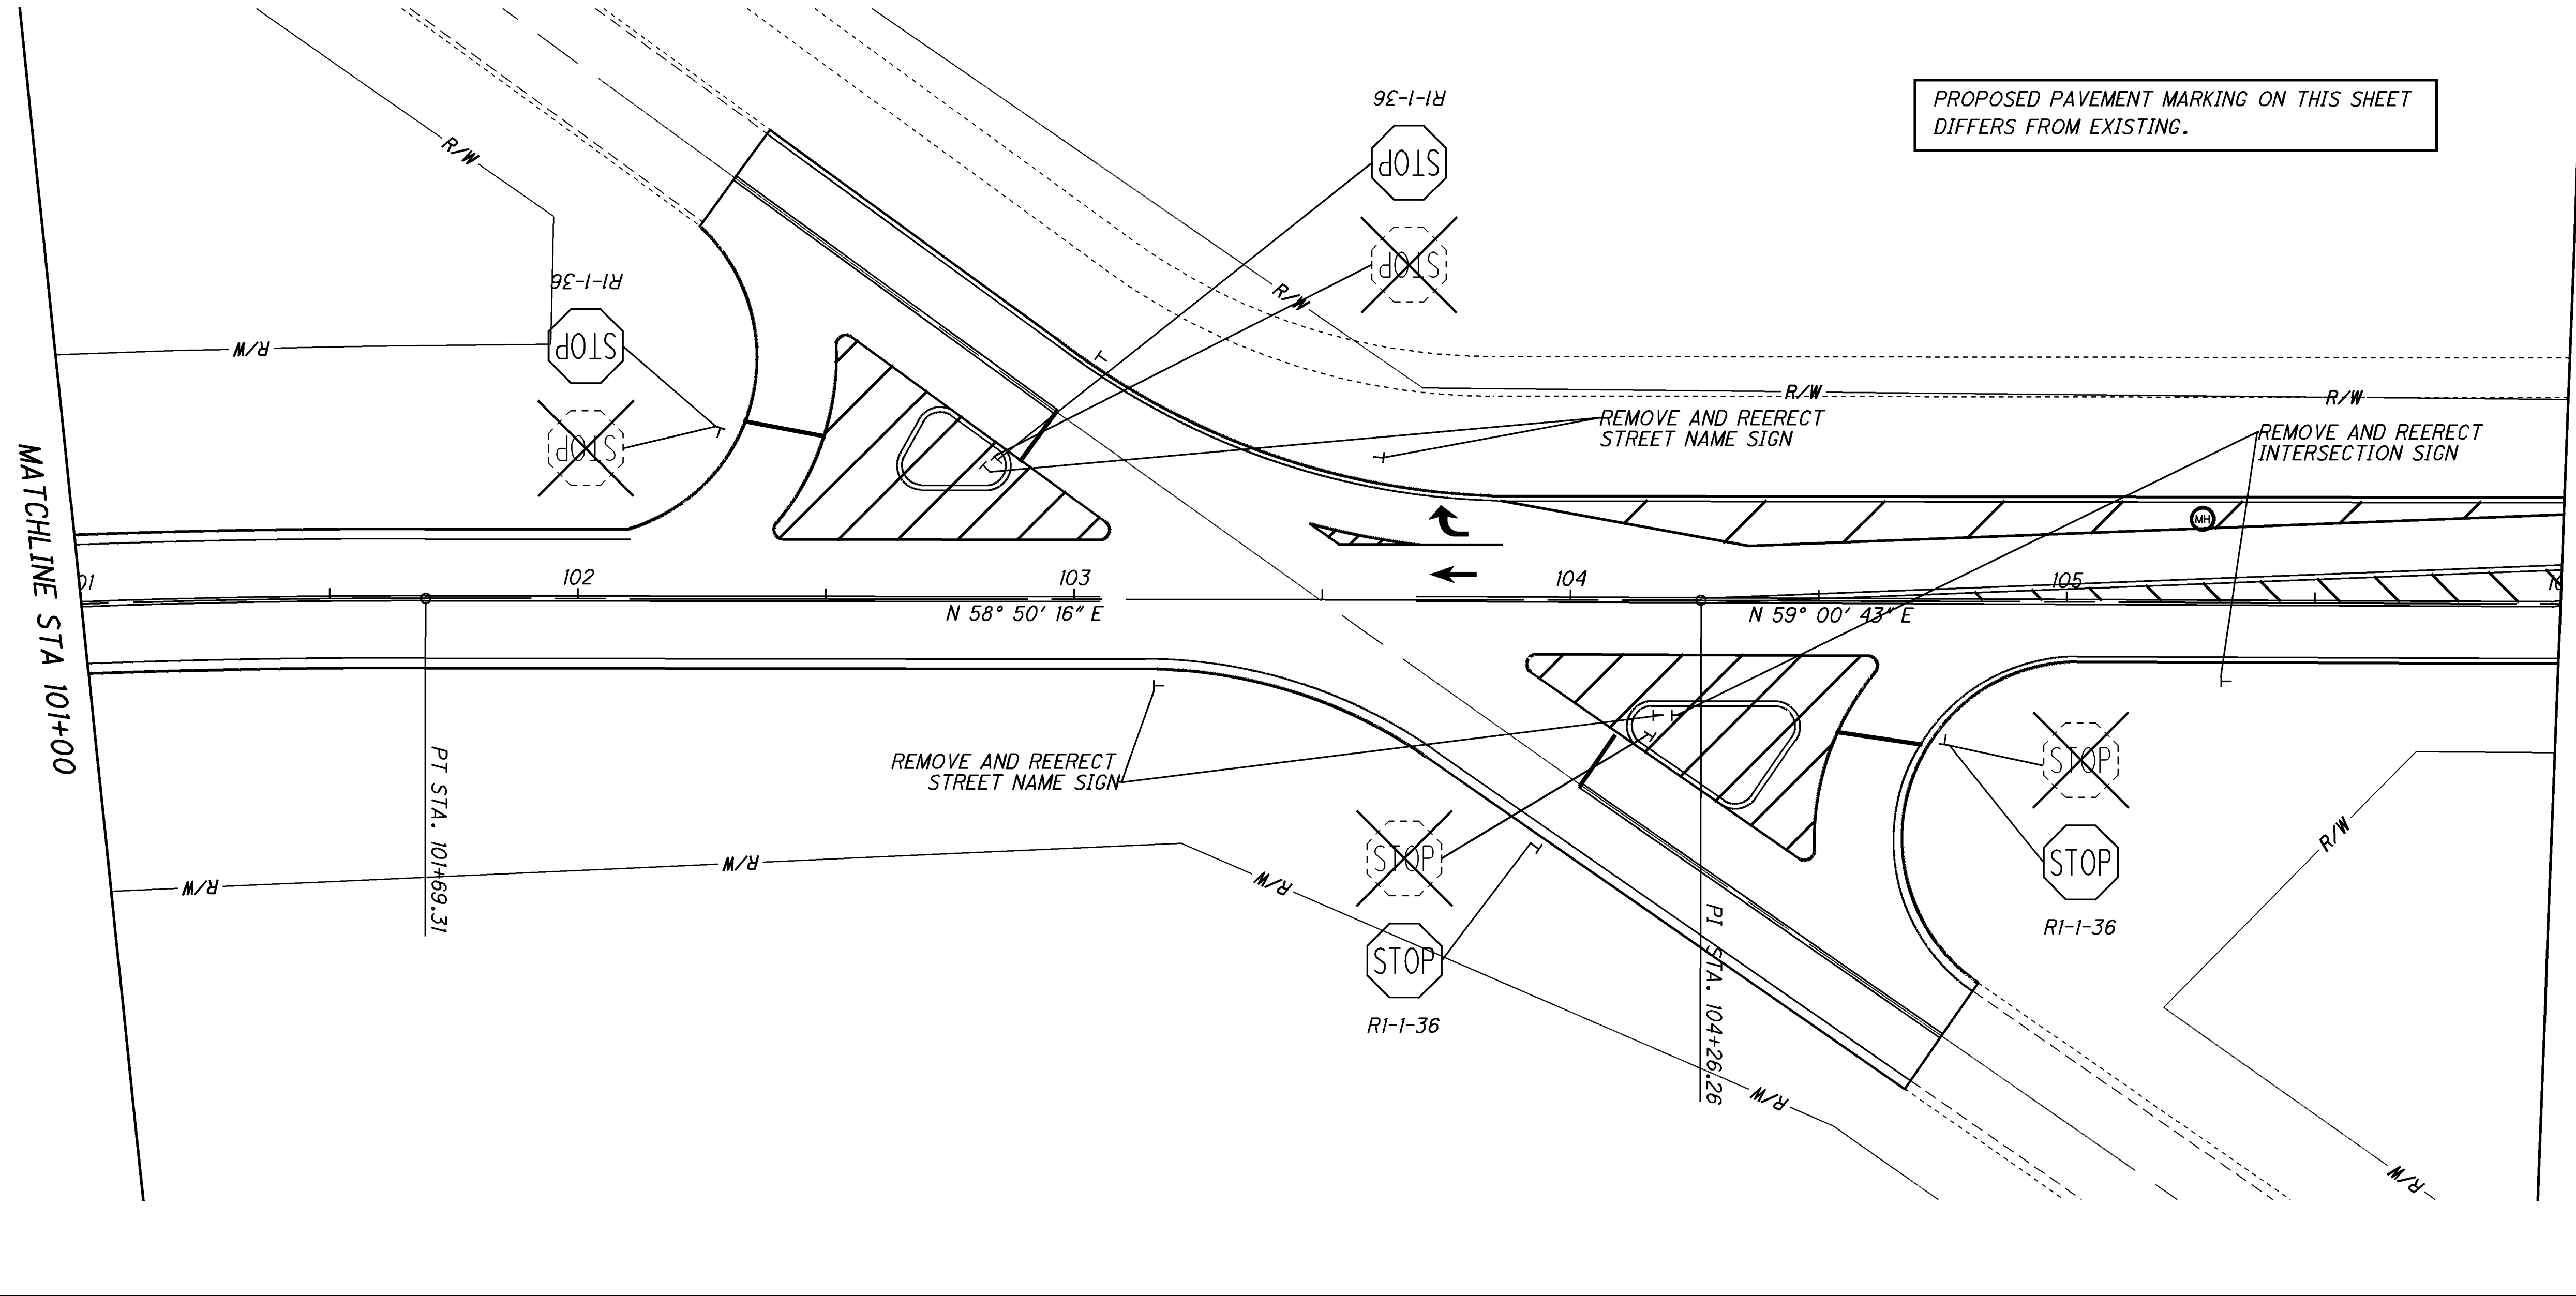 PROPOSED PAVEMENT MARKING ON THIS SHEET
DIFFERS FROM EXISTING.
R1-1-36
STOP
STOP
R/W
R/W
R1-1-36
STOP
STOP
R/W
R/W
R/W
REMOVE AND REERECT
STREET NAME SIGN
REMOVE AND REERECT
INTERSECTION SIGN
MATCHLINE STA 101+00
MH
01
102
103
104
105
N 58° 50' 16" E
N 59° 00' 43" E
PT STA. 101+69.31
REMOVE AND REERECT
STREET NAME SIGN
STOP
STOP
R1-1-36
STOP
STOP
R1-1-36
PI STA. 104+26.26
R/W
R/W
R/W
R/W
R/W
R/W